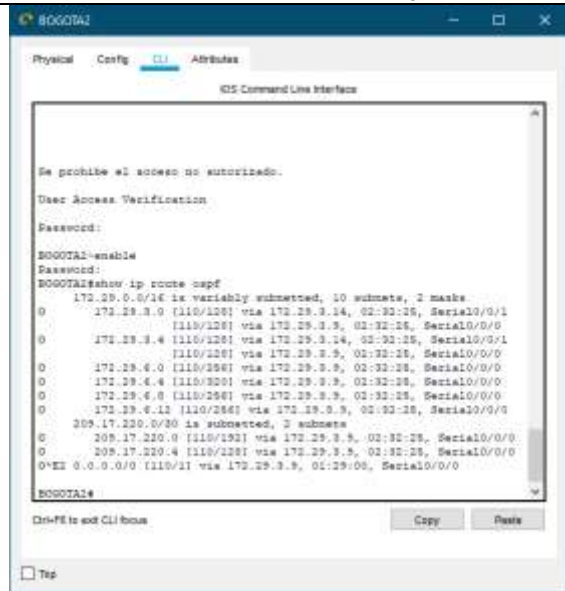 BOGOTA2
Physical Config CLI Attributes
IOS Command Line Interface
Se prohibe el acceso no autorizado.
User Access Verification
Password:
BOGOTA2>enable
Password:
BOGOTA2#show ip route ospf
172.29.0.0/16 is variably subnetted, 10 subnets, 2 masks
O 172.29.3.0 [110/128] via 172.29.3.14, 02:32:25, Serial0/0/1
[110/128] via 172.29.3.9, 02:32:25, Serial0/0/0
O 172.29.3.4 [110/128] via 172.29.3.14, 02:32:25, Serial0/0/1
[110/128] via 172.29.3.9, 02:32:25, Serial0/0/0
O 172.29.6.0 [110/256] via 172.29.3.9, 02:32:25, Serial0/0/0
O 172.29.6.4 [110/320] via 172.29.3.9, 02:32:25, Serial0/0/0
O 172.29.6.8 [110/256] via 172.29.3.9, 02:32:25, Serial0/0/0
O 172.29.6.12 [110/256] via 172.29.3.9, 02:32:25, Serial0/0/0
209.17.220.0/30 is subnetted, 2 subnets
O 209.17.220.0 [110/192] via 172.29.3.9, 02:32:25, Serial0/0/0
O 209.17.220.4 [110/128] via 172.29.3.9, 02:32:25, Serial0/0/0
O*E2 0.0.0.0/0 [110/1] via 172.29.3.9, 01:29:00, Serial0/0/0
BOGOTA2#
Ctrl+F6 to exit CLI focus
Copy Paste
Top